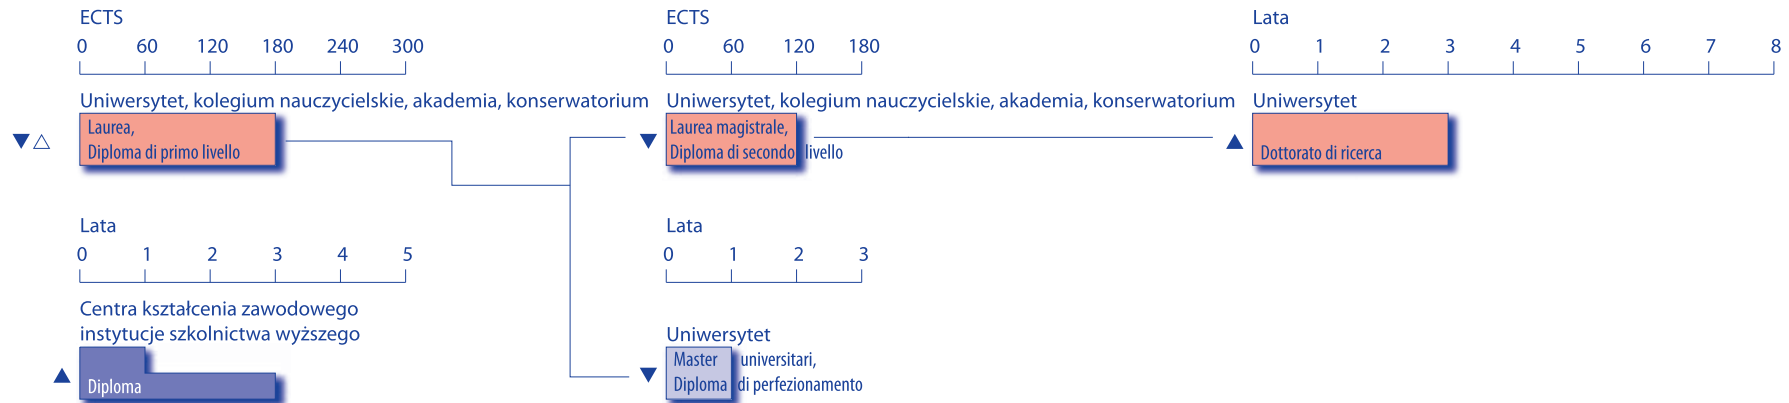 ECTS
0 60 120 180 240 300
Uniwersytet, kolegium nauczycielskie, akademia, konserwatorium
Laurea,
Diploma di primo livello
Lata
0 1 2 3 4 5
Centra kształcenia zawodowego
instytucje szkolnictwa wyższego
Diploma
ECTS
0 60 120 180
Uniwersytet, kolegium nauczycielskie, akademia, konserwatorium
Laurea magistrale,
Diploma di secondo livello
Lata
0 1 2 3
Uniwersytet
Master universitari,
Diploma di perfezionamento
Lata
0 1 2 3 4 5 6 7 8
Uniwersytet
Dottorato di ricerca